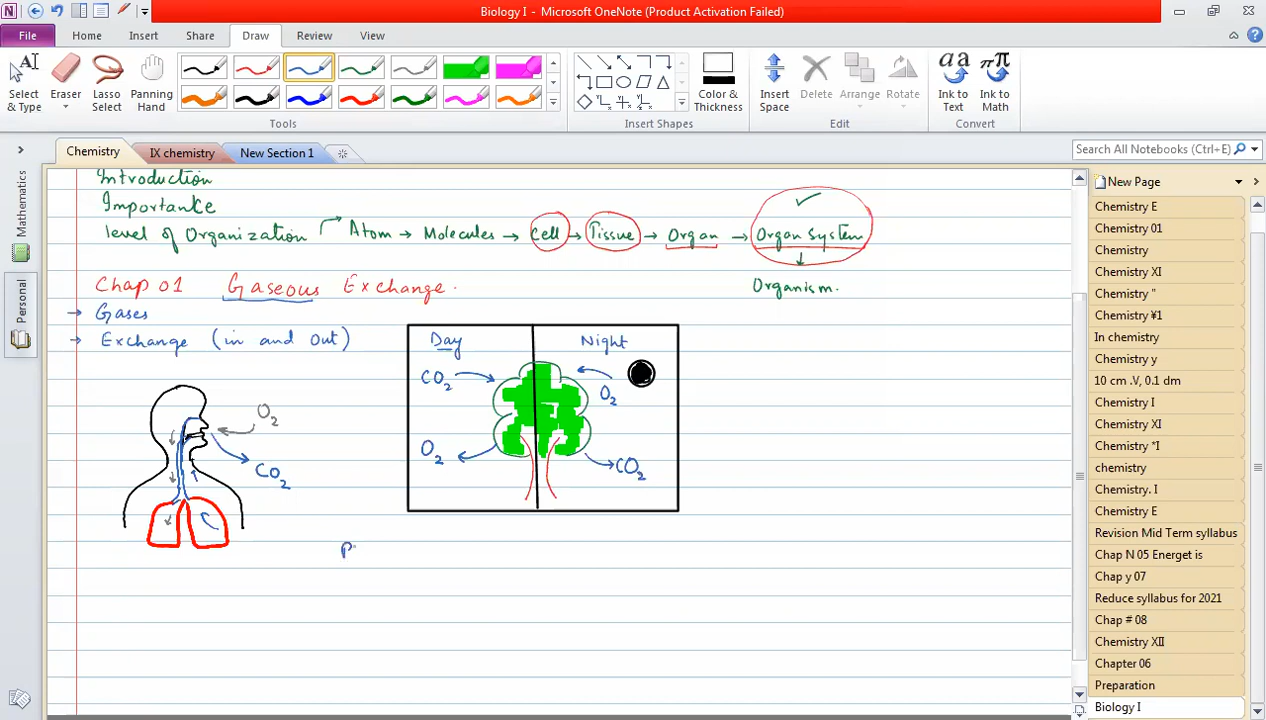 Biology I - Microsoft OneNote (Product Activation Failed)
File Home Insert Share Draw Review View
Select & Type
Eraser
Lasso Select
Panning Hand
Color & Thickness
Insert Space
Delete
Arrange
Rotate
Ink to Text
Ink to Math
Tools
Insert Shapes
Edit
Convert
Chemistry
IX chemistry
New Section 1
Search All Notebooks (Ctrl+E)
Mathematics
Personal
Introduction
Importance
level of Organization → Atom → Molecules → Cell → Tissue → Organ → Organ System
Organism.
Chap 01 Gaseous Exchange.
→ Gases
→ Exchange (in and Out)
O2
CO2
Day
Night
CO2
O2
O2
CO2
P
New Page
Chemistry E
Chemistry 01
Chemistry
Chemistry XI
Chemistry "
Chemistry ¥1
In chemistry
Chemistry y
10 cm .V, 0.1 dm
Chemistry I
Chemistry XI
Chemistry *I
chemistry
Chemistry. I
Chemistry E
Revision Mid Term syllabus
Chap N 05 Energet is
Chap y 07
Reduce syllabus for 2021
Chap # 08
Chemistry XII
Chapter 06
Preparation
Biology I